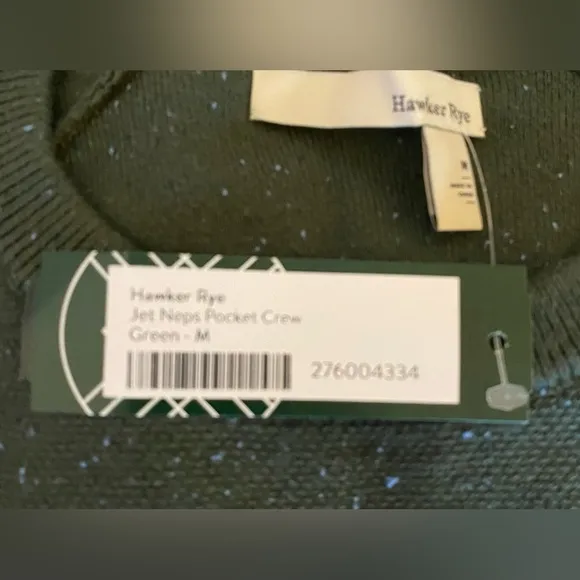 Hawker Rye
M
Hawker Rye
Jet Neps Pocket Crew
Green - M
276004334